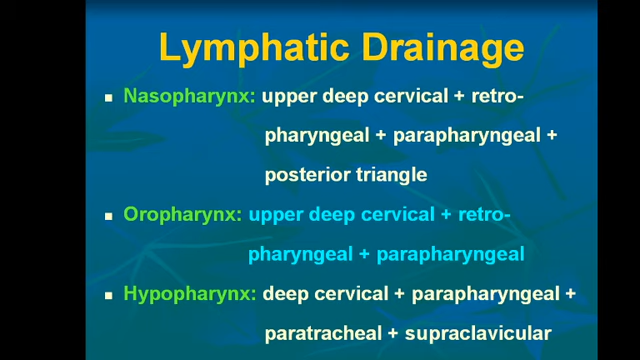 Lymphatic Drainage
Nasopharynx: upper deep cervical + retro-
pharyngeal + parapharyngeal +
posterior triangle
Oropharynx: upper deep cervical + retro-
pharyngeal + parapharyngeal
Hypopharynx: deep cervical + parapharyngeal +
paratracheal + supraclavicular